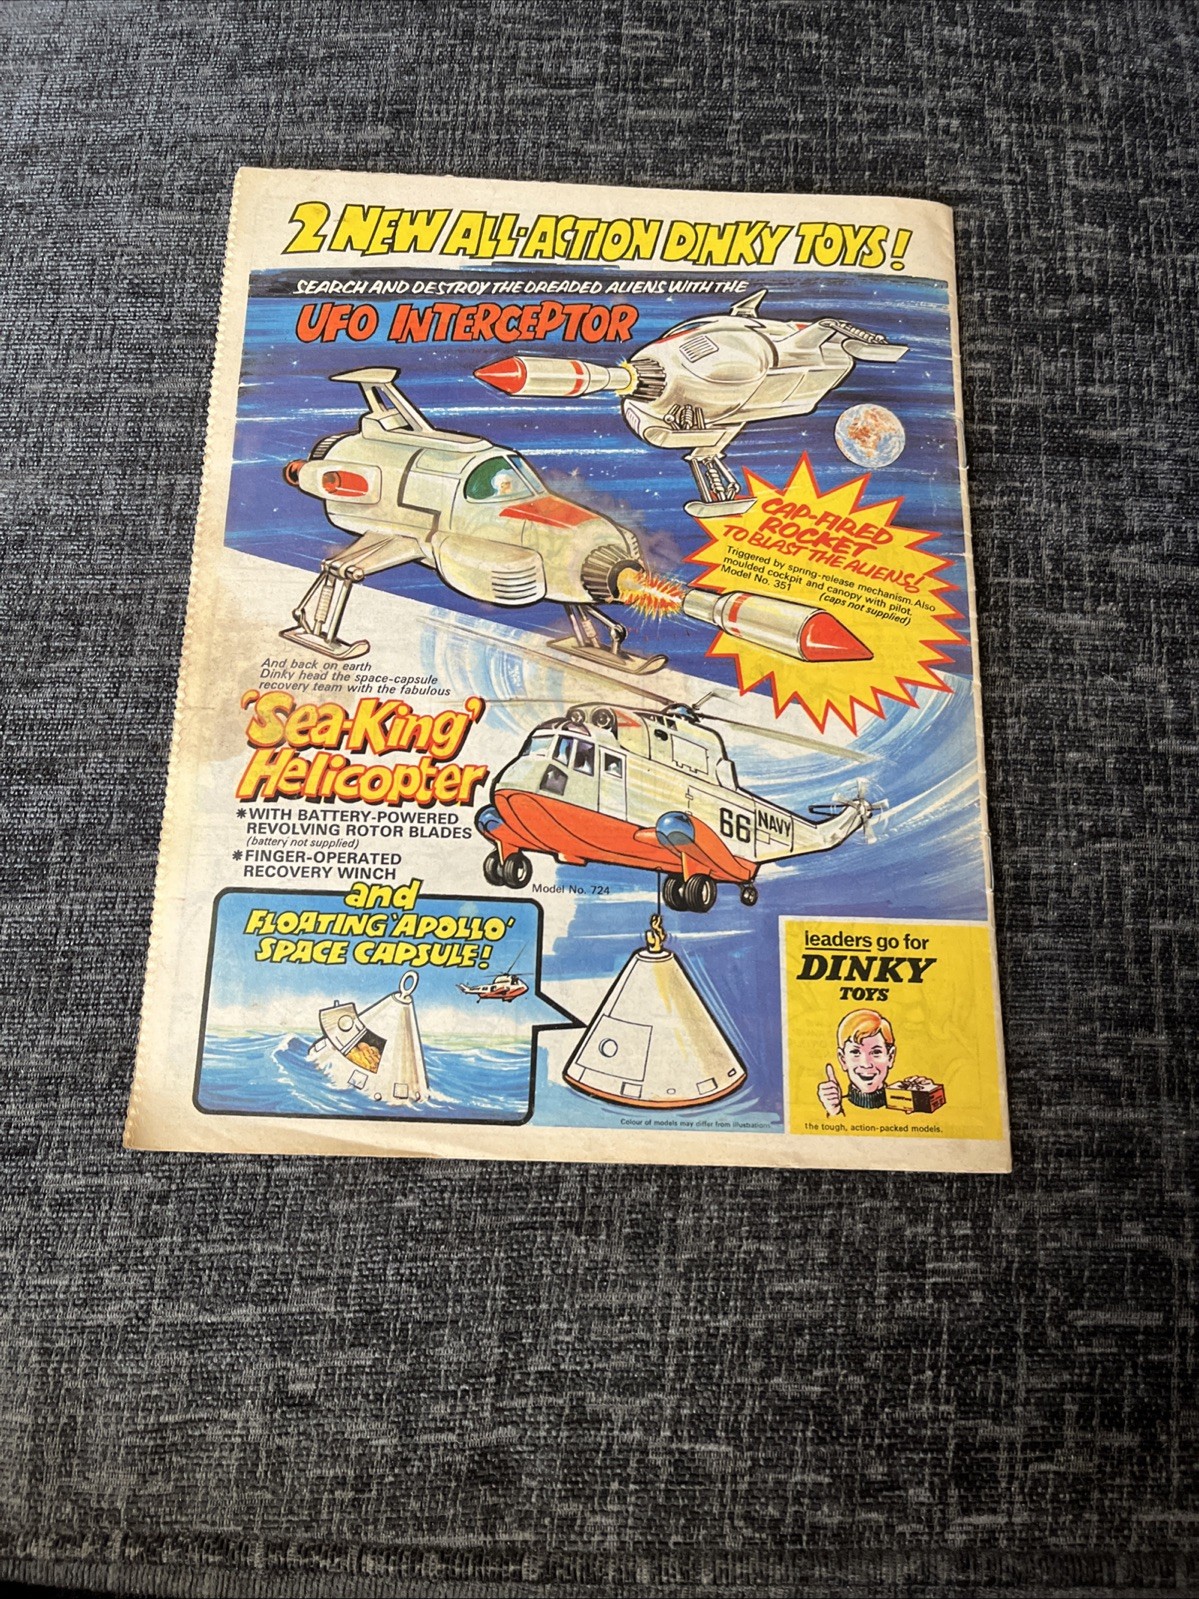 2 NEW ALL-ACTION DINKY TOYS!
SEARCH AND DESTROY THE DREADED ALIENS WITH THE
UFO INTERCEPTOR
CAP-FIRED
ROCKET
TO BLAST THE ALIENS!
Triggered by spring-release mechanism. Also
moulded cockpit and canopy with pilot.
Model No. 351 (caps not supplied)
And back on earth
Dinky head the space-capsule
recovery team with the fabulous
'Sea-King'
Helicopter
*WITH BATTERY-POWERED
REVOLVING ROTOR BLADES
(battery not supplied)
*FINGER-OPERATED
RECOVERY WINCH
66 NAVY
Model No. 724
and
FLOATING 'APOLLO'
SPACE CAPSULE!
leaders go for
DINKY
TOYS
the tough, action-packed models.
Colour of models may differ from illustrations.